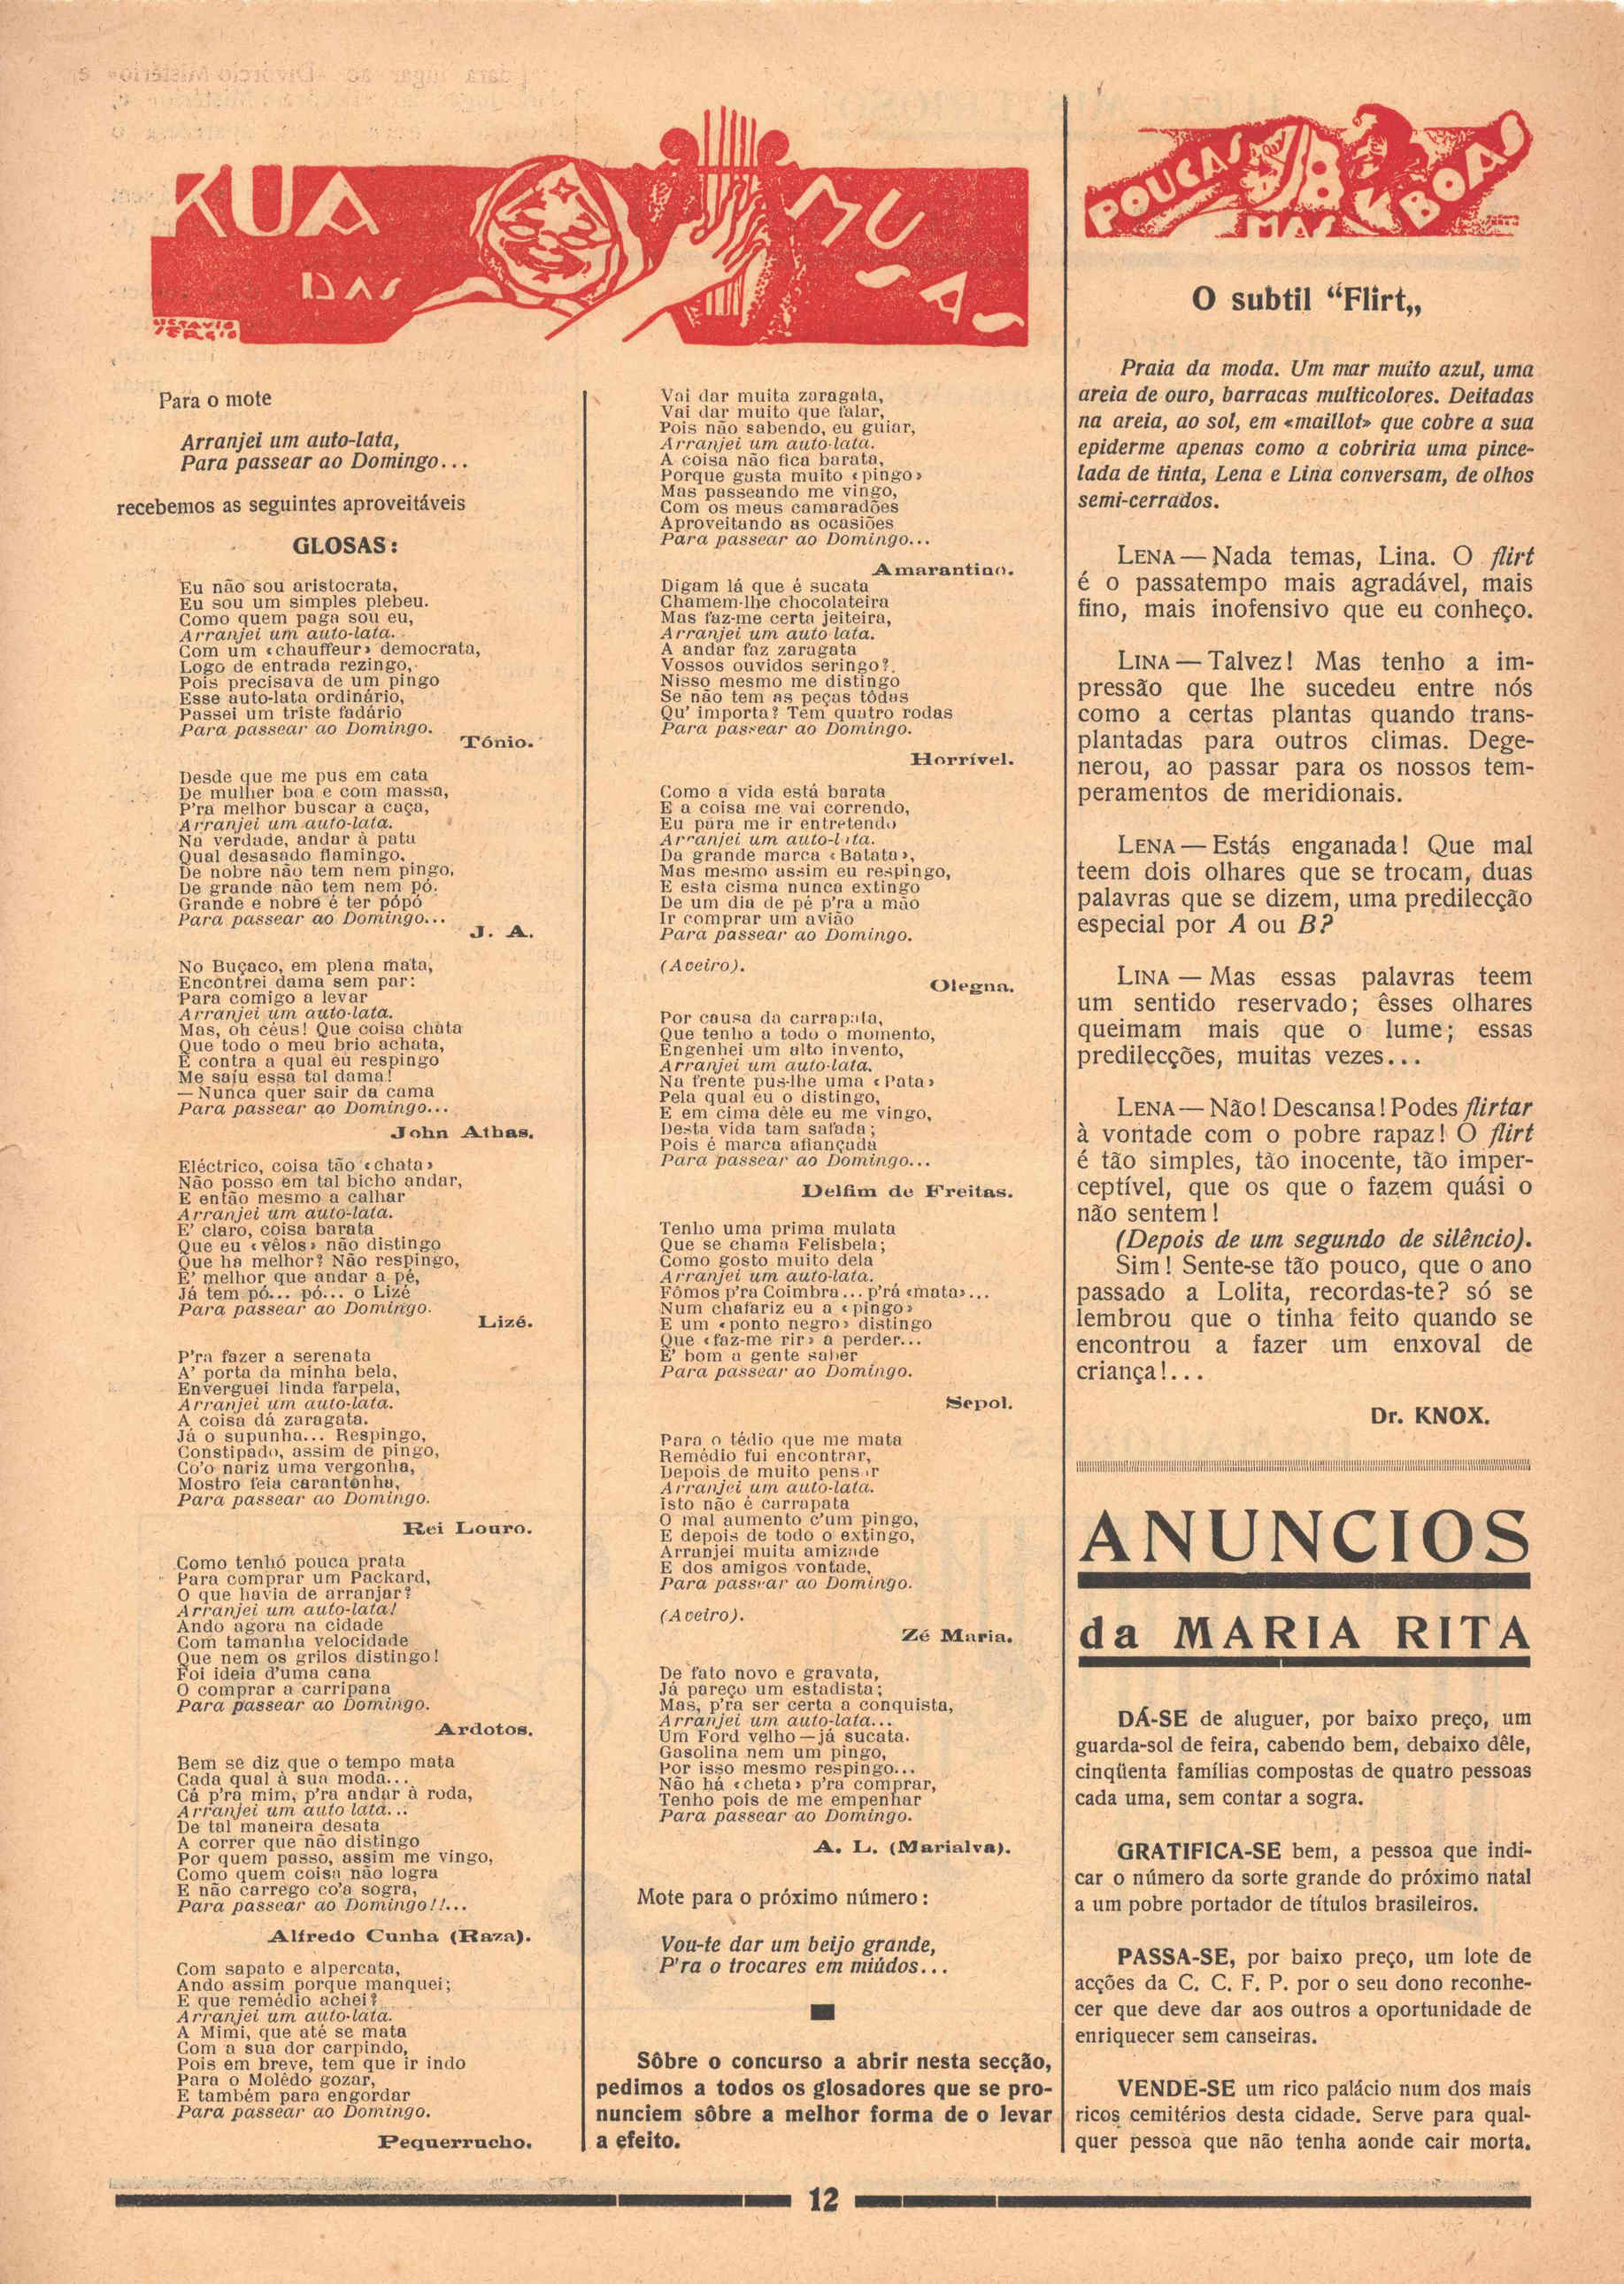 RUA
DAS
MUSAS
OCTAVIO
SERGIO
Para o mote
Arranjei um auto-lata,
Para passear ao Domingo...
recebemos as seguintes aproveitáveis
GLOSAS:
Eu não sou aristocrata,
Eu sou um simples plebeu.
Como quem paga sou eu,
Arranjei um auto-lata.
Com um «chauffeur» democrata,
Logo de entrada rezingo,
Pois precisava de um pingo
Esse auto-lata ordinário,
Passei um triste fadário
Para passear ao Domingo.
Tónio.
Desde que me pus em cata
De mulher boa e com massa,
P'ra melhor buscar a caça,
Arranjei um auto-lata.
Na verdade, andar à pata
Qual desasado flamingo,
De nobre não tem nem pingo,
De grande não tem nem pó.
Grande e nobre é ter pópó
Para passear ao Domingo...
J. A.
No Buçaco, em plena mata,
Encontrei dama sem par:
Para comigo a levar
Arranjei um auto-lata.
Mas, oh céus! Que coisa chata
Que todo o meu brio achata,
E contra a qual eu respingo
Me saíu essa tal dama!
— Nunca quer sair da cama
Para passear ao Domingo...
John Athas.
Eléctrico, coisa tão «chata»
Não posso em tal bicho andar,
E então mesmo a calhar
Arranjei um auto-lata.
E' claro, coisa barata
Que eu «vêlos» não distingo
Que ha melhor? Não respingo,
E' melhor que andar a pé,
Já tem pó... pó... o Lizé
Para passear ao Domingo.
Lizé.
P'ra fazer a serenata
A' porta da minha bela,
Enverguei linda farpela,
Arranjei um auto-lata.
A coisa dá zaragata.
Já o supunha... Respingo,
Constipado, assim de pingo,
Co'o nariz uma vergonha,
Mostro feia carantonha,
Para passear ao Domingo.
Rei Louro.
Como tenho pouca prata
Para comprar um Packard,
O que havia de arranjar?
Arranjei um auto-lata!
Ando agora na cidade
Com tamanha velocidade
Que nem os grilos distingo!
Foi ideia d'uma cana
O comprar a carripana
Para passear ao Domingo.
Ardotos.
Bem se diz que o tempo mata
Cada qual à sua moda...
Cá p'ra mim, p'ra andar à roda,
Arranjei um auto lata...
De tal maneira desata
A correr que não distingo
Por quem passo, assim me vingo,
Como quem coisa não logra
E não carrego co'a sogra,
Para passear ao Domingo!!...
Alfredo Cunha (Raza).
Com sapato e alpercata,
Ando assim porque manquei;
E que remédio achei?
Arranjei um auto-lata.
A Mimi, que até se mata
Com a sua dor carpindo,
Pois em breve, tem que ir indo
Para o Molêdo gozar,
E também para engordar
Para passear ao Domingo.
Pequerrucho.
Vai dar muita zaragata,
Vai dar muito que falar,
Pois não sabendo, eu guiar,
Arranjei um auto-lata.
A coisa não fica barata,
Porque gasta muito «pingo»
Mas passeando me vingo,
Com os meus camaradões
Aproveitando as ocasiões
Para passear ao Domingo...
Amarantino.
Digam lá que é sucata
Chamem-lhe chocolateira
Mas faz-me certa jeiteira,
Arranjei um auto lata.
A andar faz zaragata
Vossos ouvidos seringo?
Nisso mesmo me distingo
Se não tem as peças tôdas
Qu' importa? Tem quatro rodas
Para passear ao Domingo.
Horrível.
Como a vida está barata
E a coisa me vai correndo,
Eu para me ir entretendo
Arranjei um auto-lata.
Da grande marca «Batata»,
Mas mesmo assim eu respingo,
E esta cisma nunca extingo
De um dia de pé p'ra a mão
Ir comprar um avião
Para passear ao Domingo.
(Aveiro).
Olegna.
Por causa da carrapata,
Que tenho a todo o momento,
Engenhei um alto invento,
Arranjei um auto-lata.
Na frente pus-lhe uma «Pata»
Pela qual eu o distingo,
E em cima dêle eu me vingo,
Desta vida tam safada;
Pois é marca afiançada
Para passear ao Domingo...
Delfim de Freitas.
Tenho uma prima mulata
Que se chama Felisbela;
Como gosto muito dela
Arranjei um auto-lata.
Fômos p'ra Coimbra... p'rá «mata»...
Num chafariz eu a «pingo»
E um «ponto negro» distingo
Que «faz-me rir» a perder...
E' bom a gente saber
Para passear ao Domingo.
Sepol.
Para o tédio que me mata
Remédio fui encontrar,
Depois de muito pensar
Arranjei um auto-lata.
Isto não é carrapata
O mal aumento c'um pingo,
E depois de todo o extingo,
Arranjei muita amizade
E dos amigos vontade,
Para passear ao Domingo.
(Aveiro).
Zé Maria.
De fato novo e gravata,
Já pareço um estadista;
Mas, p'ra ser certa a conquista,
Arranjei um auto-lata...
Um Ford velho — já sucata.
Gasolina nem um pingo,
Por isso mesmo respingo...
Não há «cheta» p'ra comprar,
Tenho pois de me empenhar
Para passear ao Domingo.
A. L. (Marialva).
Mote para o próximo número:
Vou-te dar um beijo grande,
P'ra o trocares em miúdos...
Sôbre o concurso a abrir nesta secção,
pedimos a todos os glosadores que se pro-
nunciem sôbre a melhor forma de o levar
a efeito.
POUCAS
MAS
BOAS
O subtil “Flirt„
Praia da moda. Um mar muito azul, uma
areia de ouro, barracas multicolores. Deitadas
na areia, ao sol, em «maillot» que cobre a sua
epiderme apenas como a cobriria uma pince-
lada de tinta, Lena e Lina conversam, de olhos
semi-cerrados.
LENA — Nada temas, Lina. O flirt
é o passatempo mais agradável, mais
fino, mais inofensivo que eu conheço.
LINA — Talvez! Mas tenho a im-
pressão que lhe sucedeu entre nós
como a certas plantas quando trans-
plantadas para outros climas. Dege-
nerou, ao passar para os nossos tem-
peramentos de meridionais.
LENA — Estás enganada! Que mal
teem dois olhares que se trocam, duas
palavras que se dizem, uma predilecção
especial por A ou B?
LINA — Mas essas palavras teem
um sentido reservado; êsses olhares
queimam mais que o lume; essas
predilecções, muitas vezes...
LENA — Não! Descansa! Podes flirtar
à vontade com o pobre rapaz! O flirt
é tão simples, tão inocente, tão imper-
ceptível, que os que o fazem quási o
não sentem!
(Depois de um segundo de silêncio).
Sim! Sente-se tão pouco, que o ano
passado a Lolita, recordas-te? só se
lembrou que o tinha feito quando se
encontrou a fazer um enxoval de
criança!...
Dr. KNOX.
ANUNCIOS
da MARIA RITA
DÁ-SE de aluguer, por baixo preço, um
guarda-sol de feira, cabendo bem, debaixo dêle,
cinqüenta famílias compostas de quatro pessoas
cada uma, sem contar a sogra.
GRATIFICA-SE bem, a pessoa que indi-
car o número da sorte grande do próximo natal
a um pobre portador de títulos brasileiros.
PASSA-SE, por baixo preço, um lote de
acções da C. C. F. P. por o seu dono reconhe-
cer que deve dar aos outros a oportunidade de
enriquecer sem canseiras.
VENDE-SE um rico palácio num dos mais
ricos cemitérios desta cidade. Serve para qual-
quer pessoa que não tenha aonde cair morta.
12